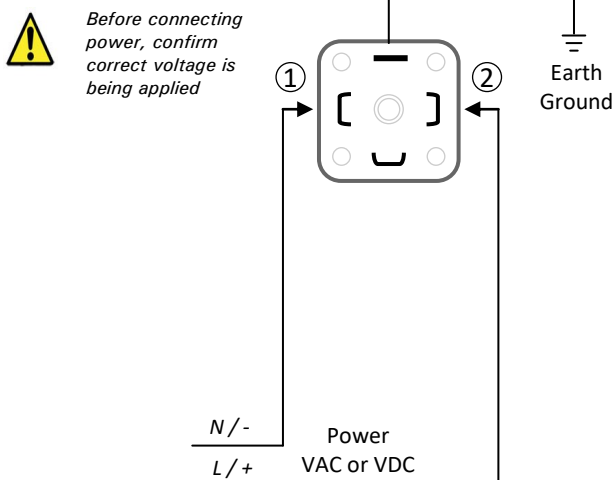 Before connecting
power, confirm
correct voltage is
being applied
①
②
Earth
Ground
N / -
L / +
Power
VAC or VDC